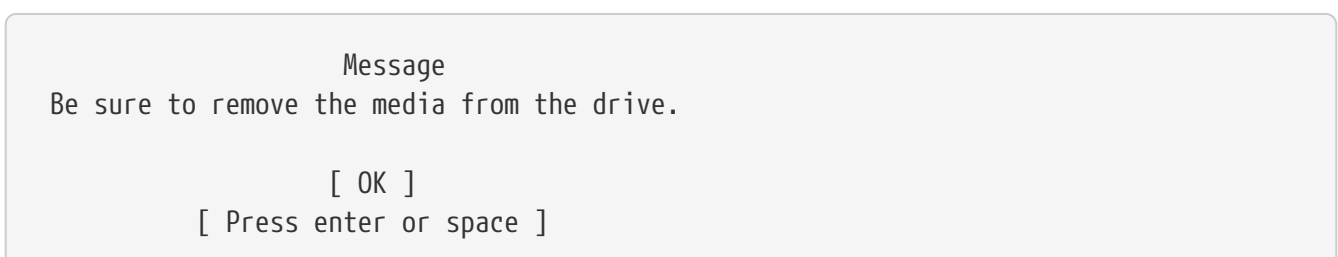 Message
Be sure to remove the media from the drive.
[ OK ]
[ Press enter or space ]